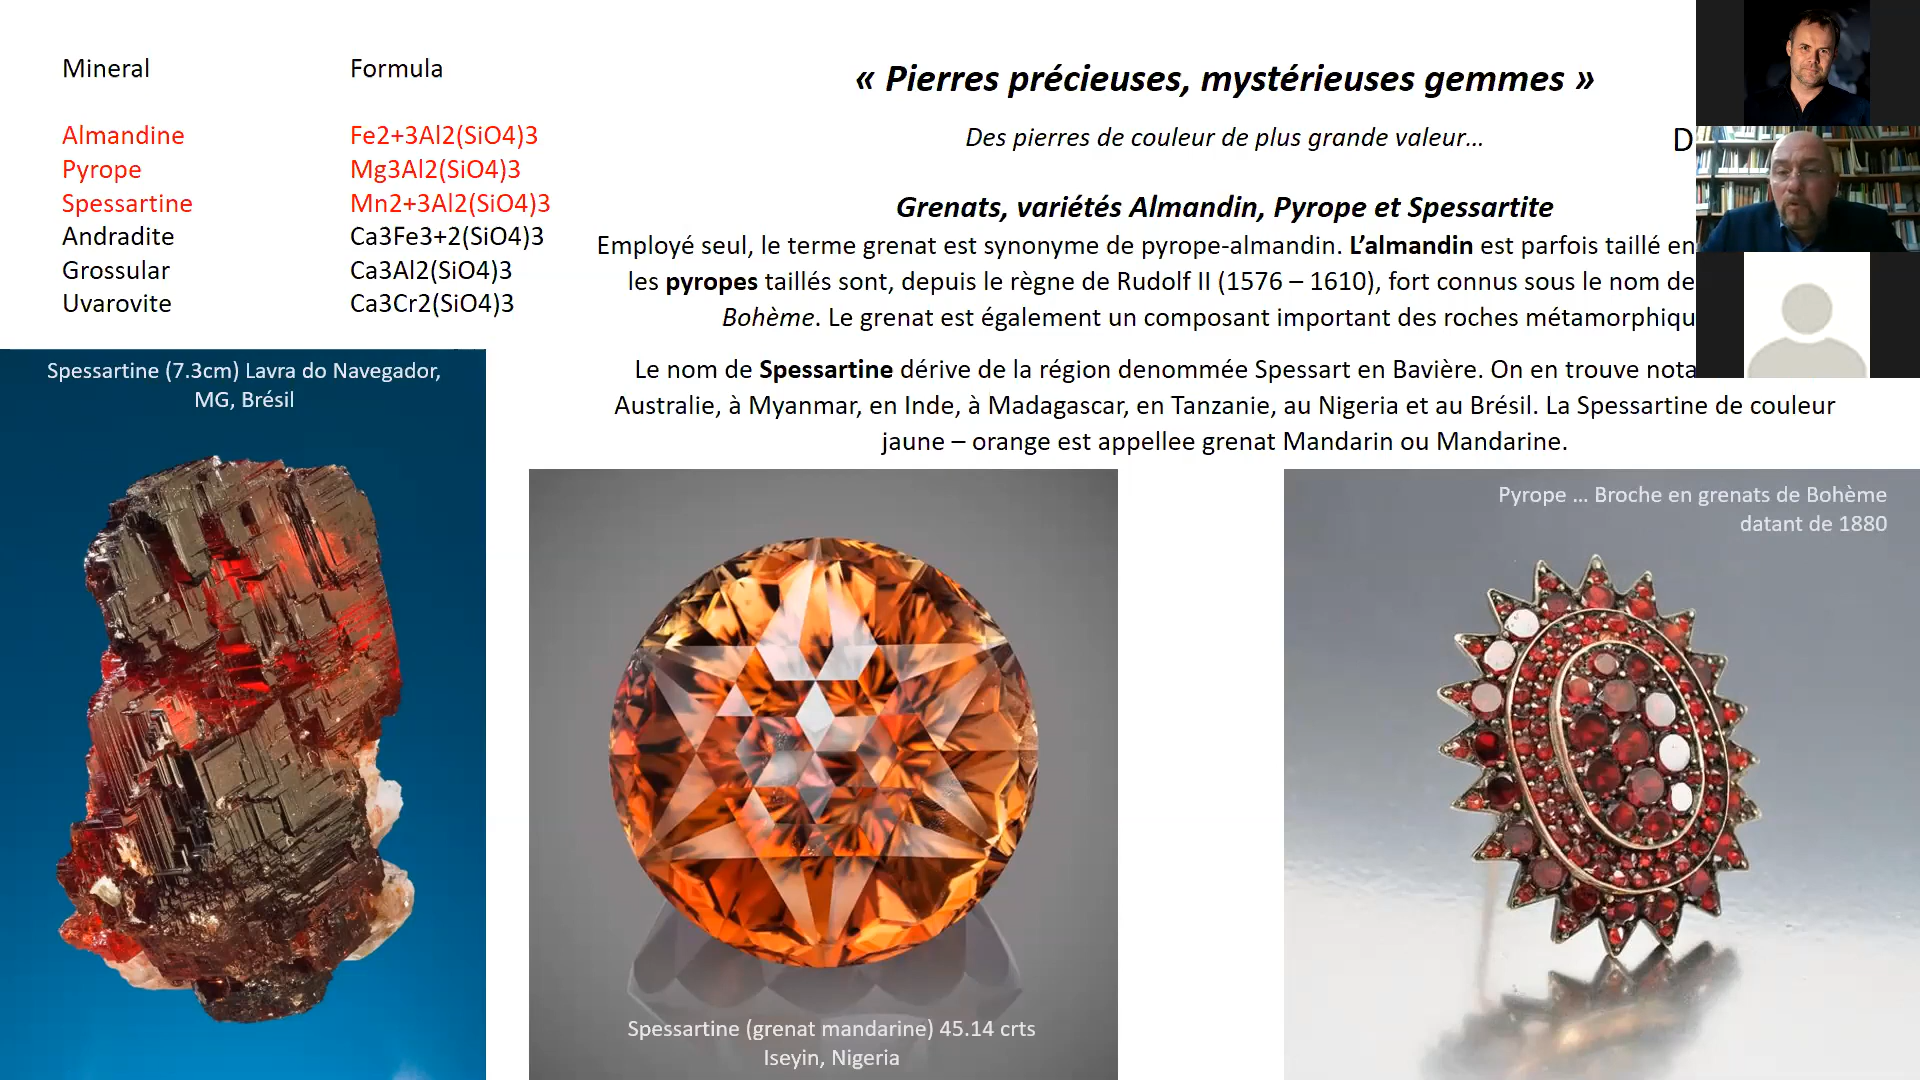 Mineral Formula
Almandine Fe2+3Al2(SiO4)3
Pyrope Mg3Al2(SiO4)3
Spessartine Mn2+3Al2(SiO4)3
Andradite Ca3Fe3+2(SiO4)3
Grossular Ca3Al2(SiO4)3
Uvarovite Ca3Cr2(SiO4)3
« Pierres précieuses, mystérieuses gemmes »
Des pierres de couleur de plus grande valeur...
D
Grenats, variétés Almandin, Pyrope et Spessartite
Employé seul, le terme grenat est synonyme de pyrope-almandin. L’almandin est parfois taillé en
les pyropes taillés sont, depuis le règne de Rudolf II (1576 – 1610), fort connus sous le nom de
Bohème. Le grenat est également un composant important des roches métamorphiqu
Le nom de Spessartine dérive de la région denommée Spessart en Bavière. On en trouve nota
Australie, à Myanmar, en Inde, à Madagascar, en Tanzanie, au Nigeria et au Brésil. La Spessartine de couleur
jaune – orange est appellee grenat Mandarin ou Mandarine.
Spessartine (7.3cm) Lavra do Navegador,
MG, Brésil
Spessartine (grenat mandarine) 45.14 crts
Iseyin, Nigeria
Pyrope ... Broche en grenats de Bohème
datant de 1880